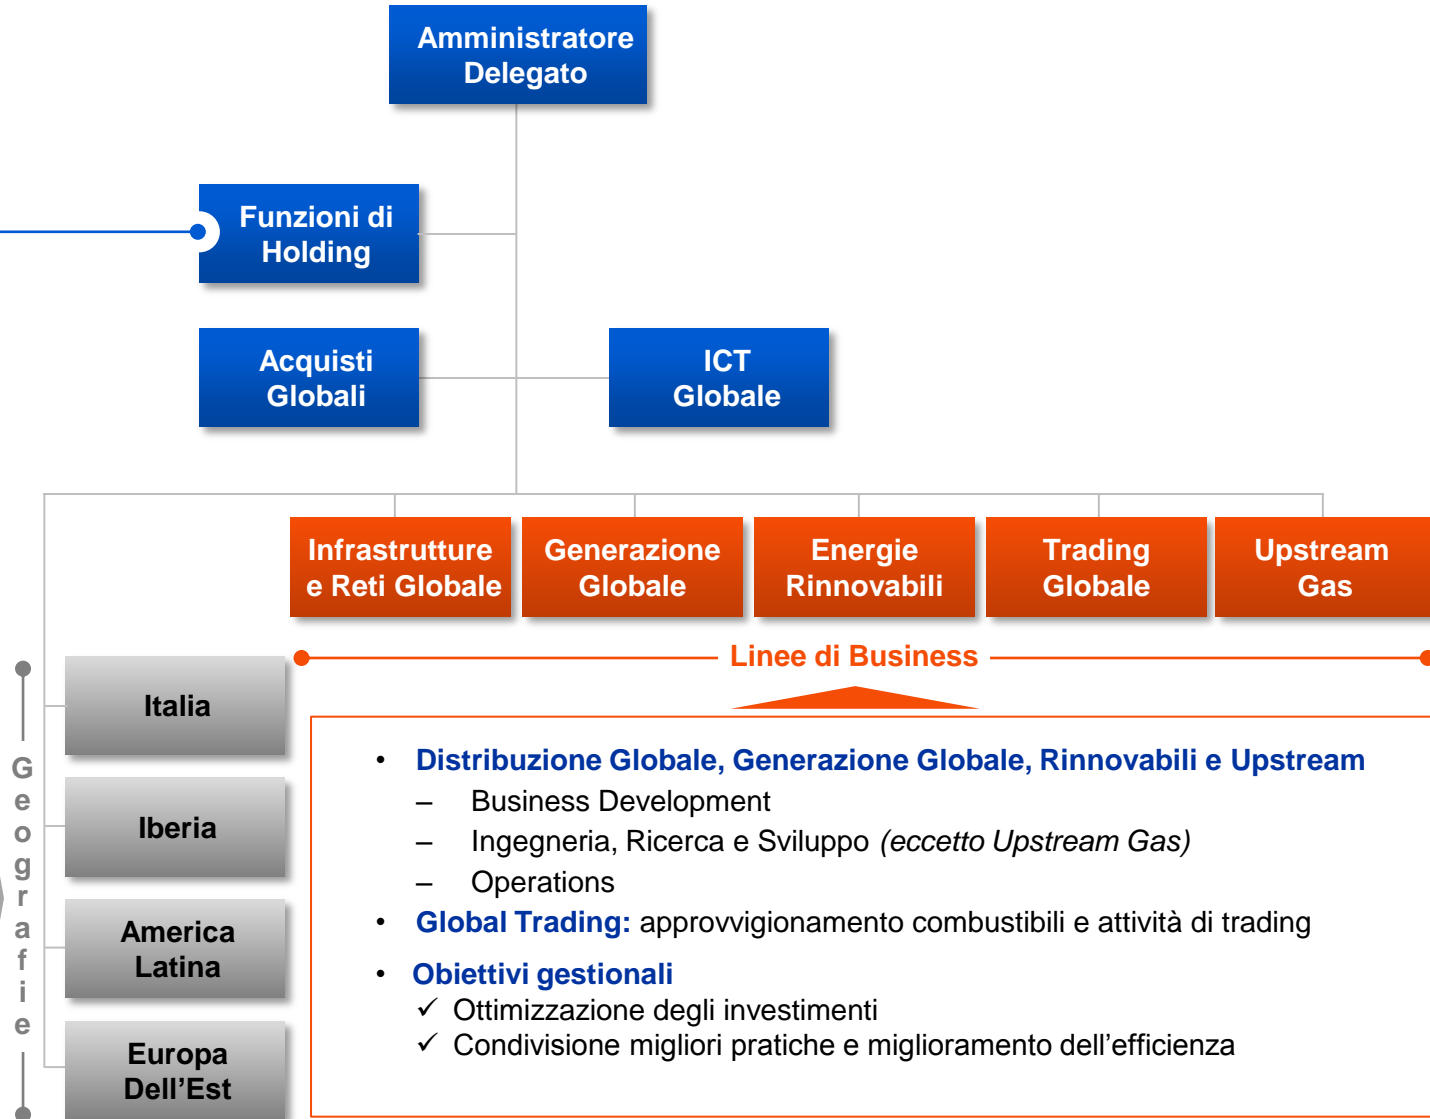 Amministratore
Delegato
Funzioni di
Holding
Acquisti
Globali
ICT
Globale
Infrastrutture
e Reti Globale
Generazione
Globale
Energie
Rinnovabili
Trading
Globale
Upstream
Gas
Linee di Business
Geografie
Italia
Iberia
America
Latina
Europa
Dell’Est
• Distribuzione Globale, Generazione Globale, Rinnovabili e Upstream
– Business Development
– Ingegneria, Ricerca e Sviluppo (eccetto Upstream Gas)
– Operations
• Global Trading: approvvigionamento combustibili e attività di trading
• Obiettivi gestionali
✓ Ottimizzazione degli investimenti
✓ Condivisione migliori pratiche e miglioramento dell’efficienza